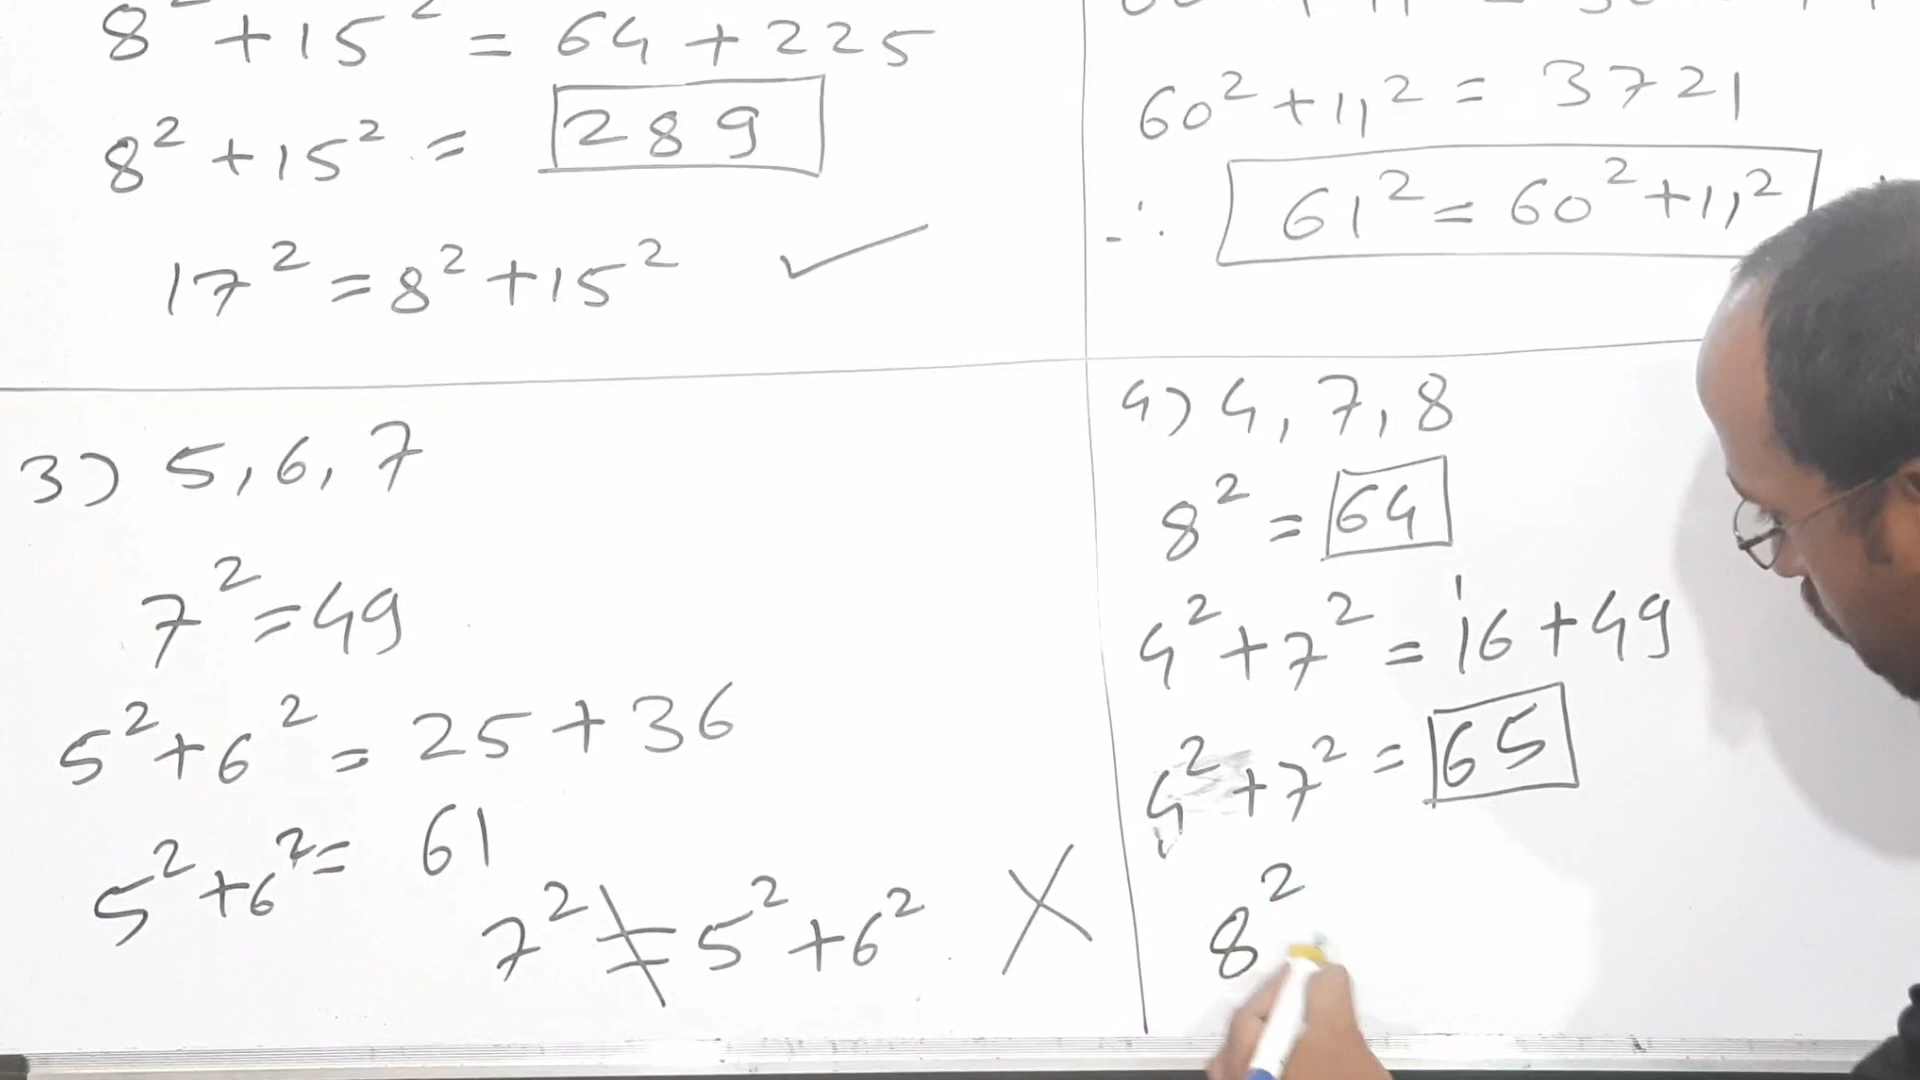 8² + 15² = 64 + 225
8² + 15² = 289
17² = 8² + 15² ✓
60² + 11² = 3721
∴ 61² = 60² + 11²
3) 5, 6, 7
7² = 49
5² + 6² = 25 + 36
5² + 6² = 61
7² ≠ 5² + 6² X
4) 4, 7, 8
8² = 64
4² + 7² = 16 + 49
4² + 7² = 65
8²